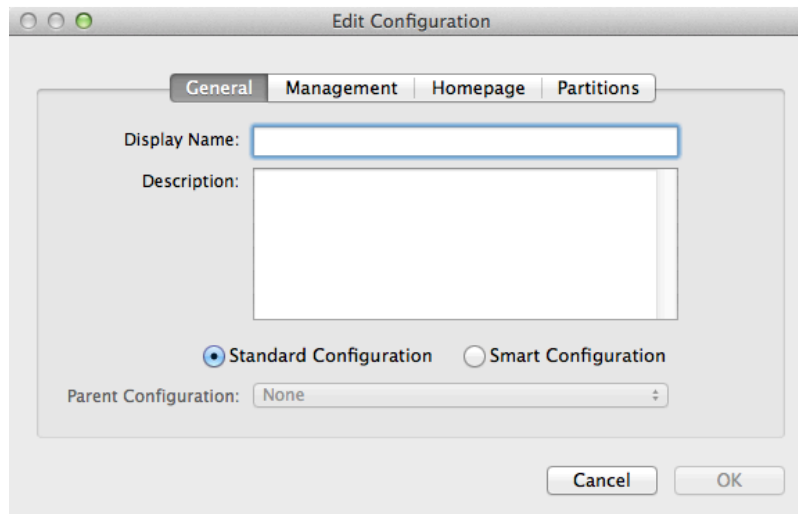 Edit Configuration
General Management Homepage Partitions
Display Name:
Description:
Standard Configuration Smart Configuration
Parent Configuration: None
Cancel OK